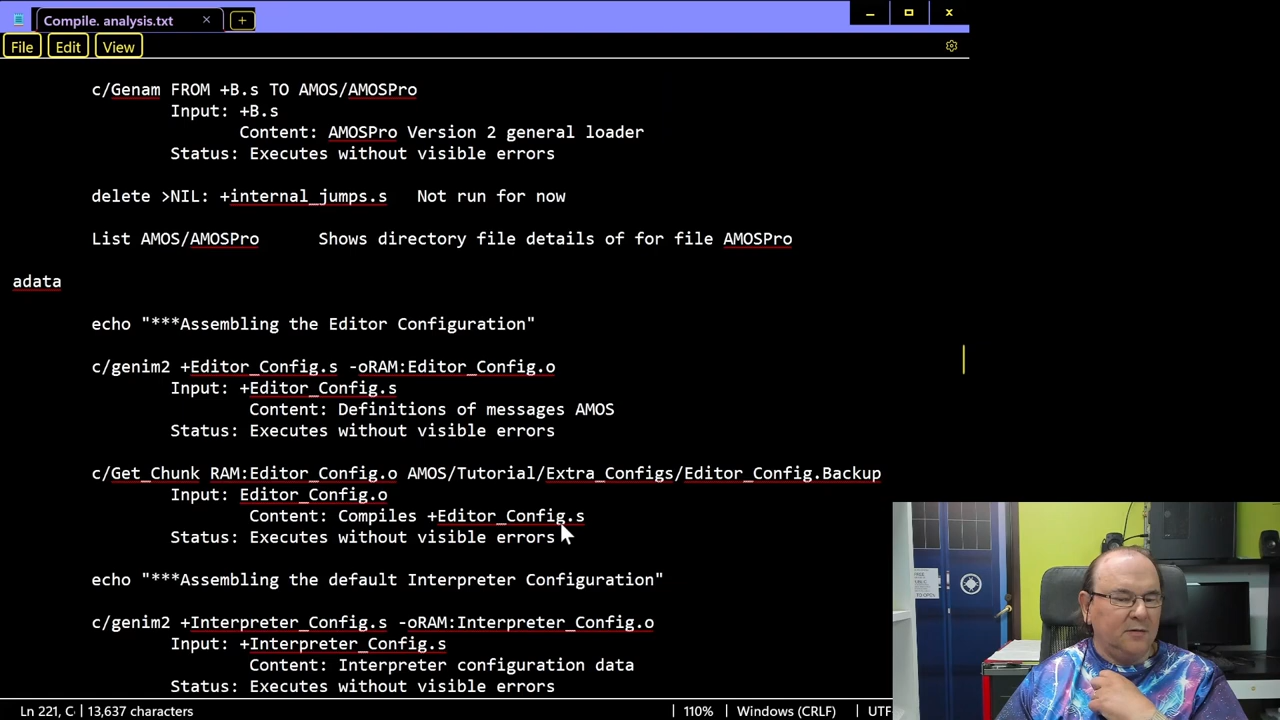 Compile. analysis.txt
File Edit View
c/Genam FROM +B.s TO AMOS/AMOSPro
Input: +B.s
Content: AMOSPro Version 2 general loader
Status: Executes without visible errors
delete >NIL: +internal_jumps.s Not run for now
List AMOS/AMOSPro Shows directory file details of for file AMOSPro
adata
echo "***Assembling the Editor Configuration"
c/genim2 +Editor_Config.s -oRAM:Editor_Config.o
Input: +Editor_Config.s
Content: Definitions of messages AMOS
Status: Executes without visible errors
c/Get_Chunk RAM:Editor_Config.o AMOS/Tutorial/Extra_Configs/Editor_Config.Backup
Input: Editor_Config.o
Content: Compiles +Editor_Config.s
Status: Executes without visible errors
echo "***Assembling the default Interpreter Configuration"
c/genim2 +Interpreter_Config.s -oRAM:Interpreter_Config.o
Input: +Interpreter_Config.s
Content: Interpreter configuration data
Status: Executes without visible errors
Ln 221, C 13,637 characters 110% Windows (CRLF) UTF